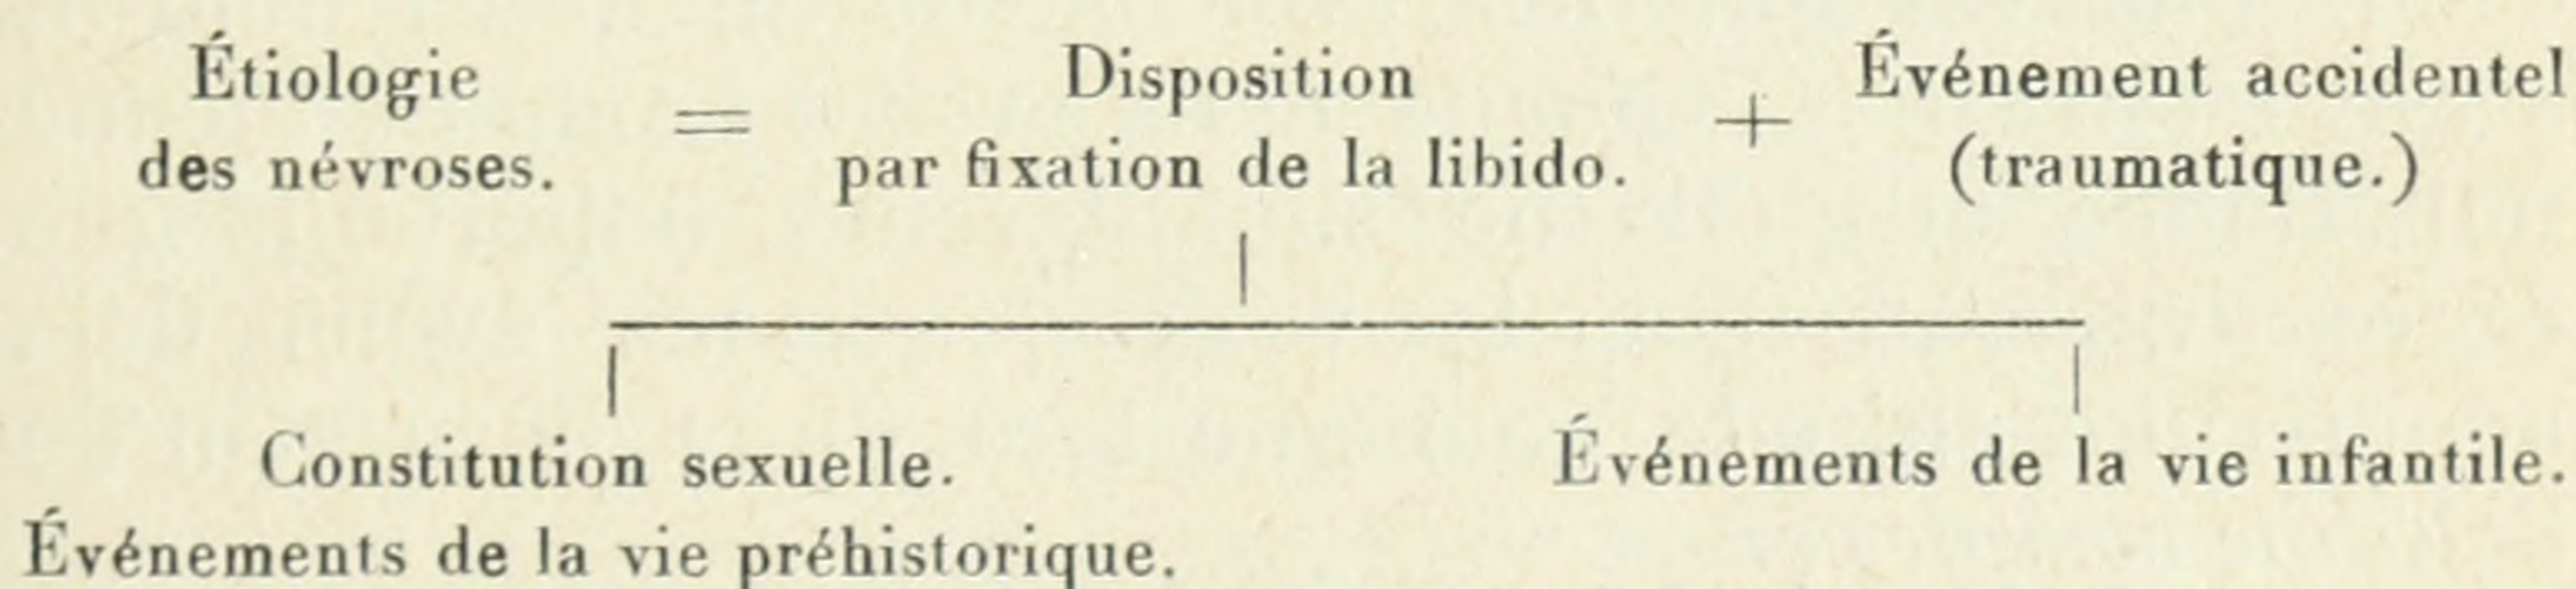 Étiologie
des névroses.
=
Disposition
par fixation de la libido.
+
Événement accidentel
(traumatique.)
Constitution sexuelle.
Événements de la vie préhistorique.
Événements de la vie infantile.